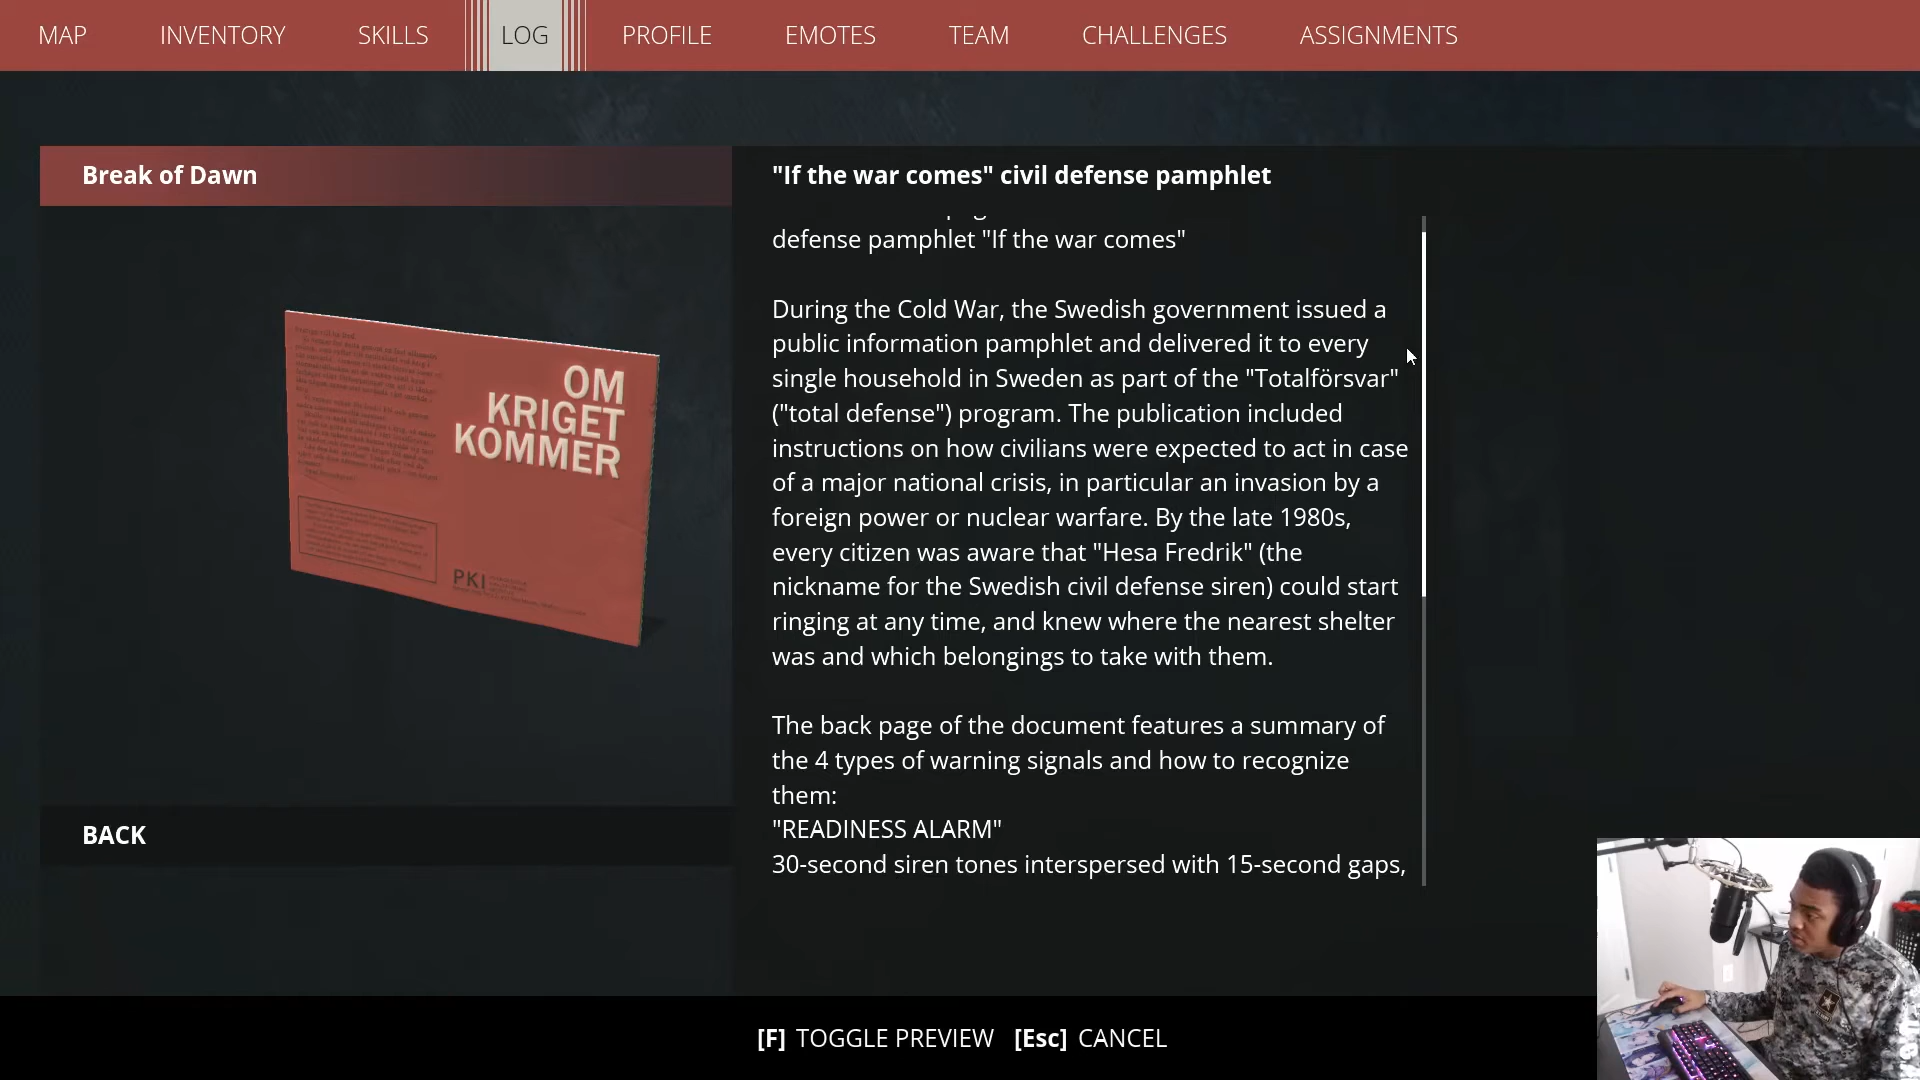 MAP
INVENTORY
SKILLS
LOG
PROFILE
EMOTES
TEAM
CHALLENGES
ASSIGNMENTS
Break of Dawn
OM
KRIGET
KOMMER
PKI
BACK
"If the war comes" civil defense pamphlet
defense pamphlet "If the war comes"
During the Cold War, the Swedish government issued a
public information pamphlet and delivered it to every
single household in Sweden as part of the "Totalförsvar"
("total defense") program. The publication included
instructions on how civilians were expected to act in case
of a major national crisis, in particular an invasion by a
foreign power or nuclear warfare. By the late 1980s,
every citizen was aware that "Hesa Fredrik" (the
nickname for the Swedish civil defense siren) could start
ringing at any time, and knew where the nearest shelter
was and which belongings to take with them.
The back page of the document features a summary of
the 4 types of warning signals and how to recognize
them:
"READINESS ALARM"
30-second siren tones interspersed with 15-second gaps,
[F] TOGGLE PREVIEW [Esc] CANCEL